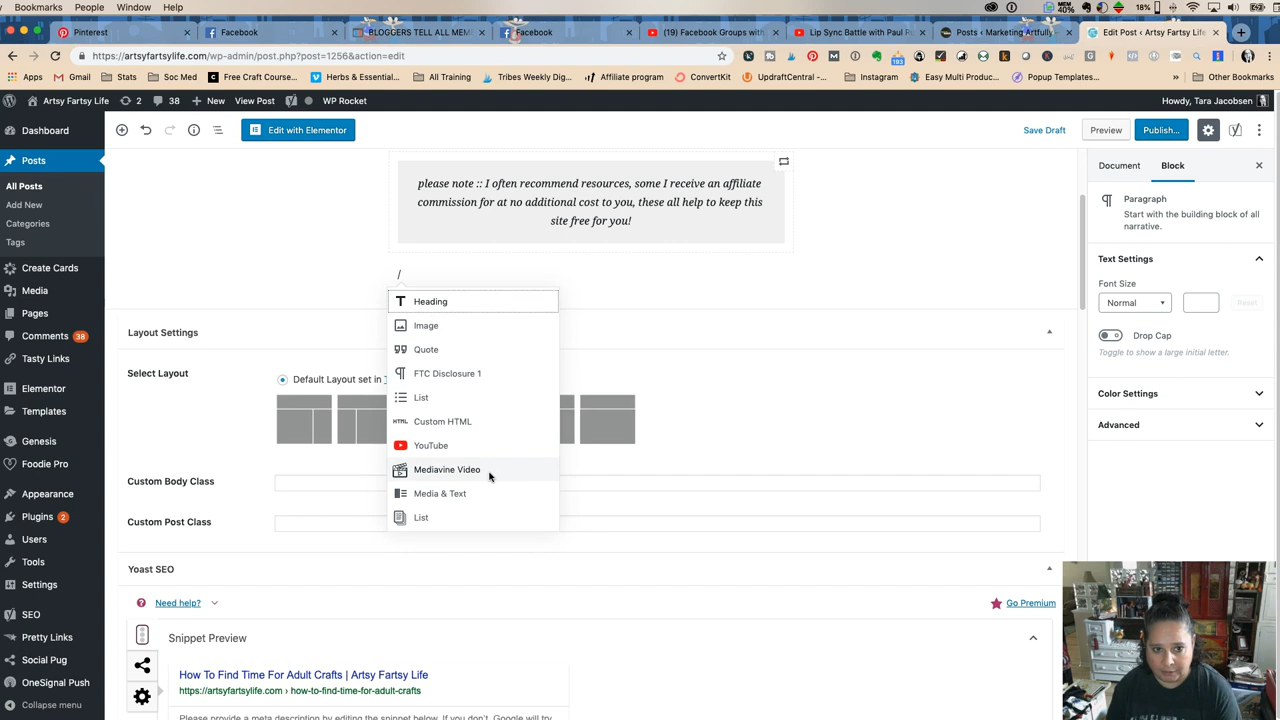 Bookmarks People Window Help 18%
Pinterest Facebook BLOGGERS TELL ALL MEM Facebook (19) Facebook Groups with Lip Sync Battle with Paul R Posts ‹ Marketing Artfully Edit Post ‹ Artsy Fartsy Life
https://artsyfartsylife.com/wp-admin/post.php?post=1256&action=edit
Apps Gmail Stats Soc Med Free Craft Course... Herbs & Essential... All Training Tribes Weekly Dig... Affiliate program ConvertKit UpdraftCentral -... Instagram Easy Multi Produc... Popup Templates... » Other Bookmarks
Artsy Fartsy Life 2 38 + New View Post WP Rocket Howdy, Tara Jacobsen
Dashboard
Edit with Elementor Save Draft Preview Publish...
Posts
All Posts
Add New
Categories
Tags
Create Cards
Media
Pages
Comments 38
Tasty Links
Elementor
Templates
Genesis
Foodie Pro
Appearance
Plugins 2
Users
Tools
Settings
SEO
Pretty Links
Social Pug
OneSignal Push
Collapse menu
please note :: I often recommend resources, some I receive an affiliate
commission for at no additional cost to you, these all help to keep this
site free for you!
/
Heading
Image
Quote
FTC Disclosure 1
List
HTML Custom HTML
YouTube
Mediavine Video
Media & Text
List
Layout Settings
Select Layout Default Layout set in
Custom Body Class
Custom Post Class
Yoast SEO
Need help? Go Premium
Snippet Preview
How To Find Time For Adult Crafts | Artsy Fartsy Life
https://artsyfartsylife.com › how-to-find-time-for-adult-crafts
Please provide a meta description by editing the snippet below. If you don't, Google will try
Document Block
Paragraph
Start with the building block of all
narrative.
Text Settings
Font Size
Normal Reset
Drop Cap
Toggle to show a large initial letter.
Color Settings
Advanced